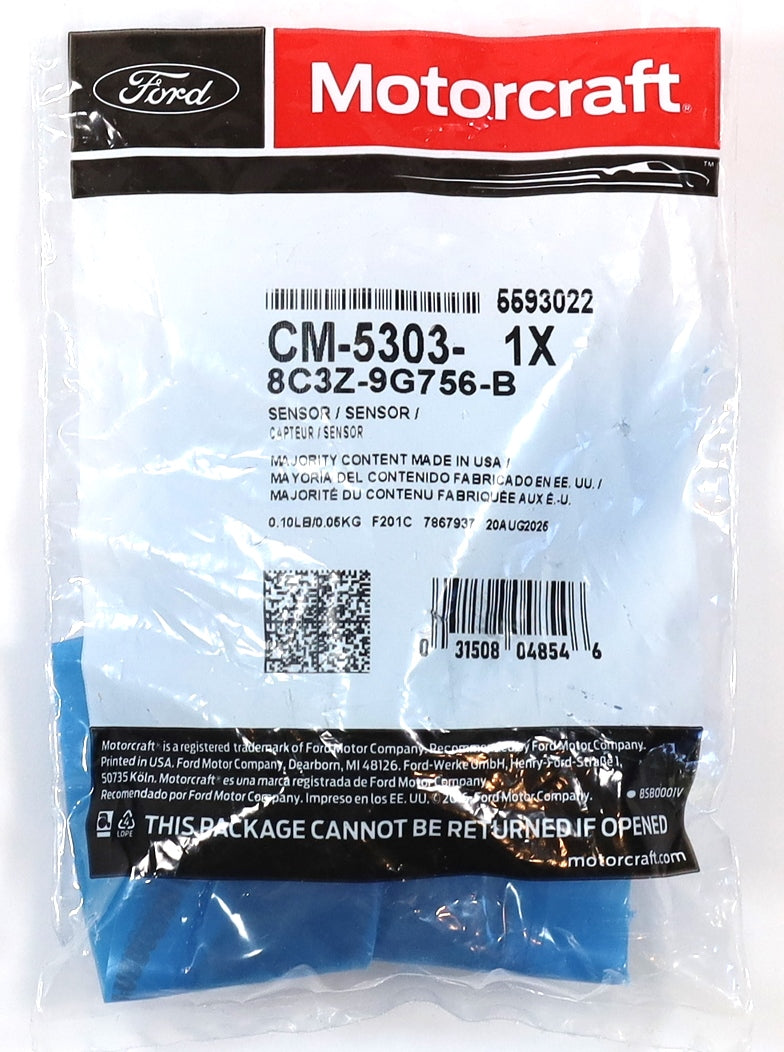 Ford
Motorcraft®
™
5593022
CM-5303- 1X
8C3Z-9G756-B
SENSOR / SENSOR /
CAPTEUR / SENSOR
MAJORITY CONTENT MADE IN USA /
MAYORÍA DEL CONTENIDO FABRICADO EN EE. UU. /
MAJORITÉ DU CONTENU FABRIQUÉE AUX É.-U.
0.10LB/0.05KG F201C 7867937 20AUG2025
0 31508 04854 6
Motorcraft® is a registered trademark of Ford Motor Company. Recommended by Ford Motor Company.
Printed in USA. Ford Motor Company, Dearborn, MI 48126. Ford-Werke GmbH, Henry-Ford-Straße 1,
50735 Köln. Motorcraft® es una marca registrada de Ford Motor Company.
Recomendado por Ford Motor Company. Impreso en los EE. UU. © Ford Motor Company.
BSB0001V
4
LDPE
THIS PACKAGE CANNOT BE RETURNED IF OPENED
motorcraft.com